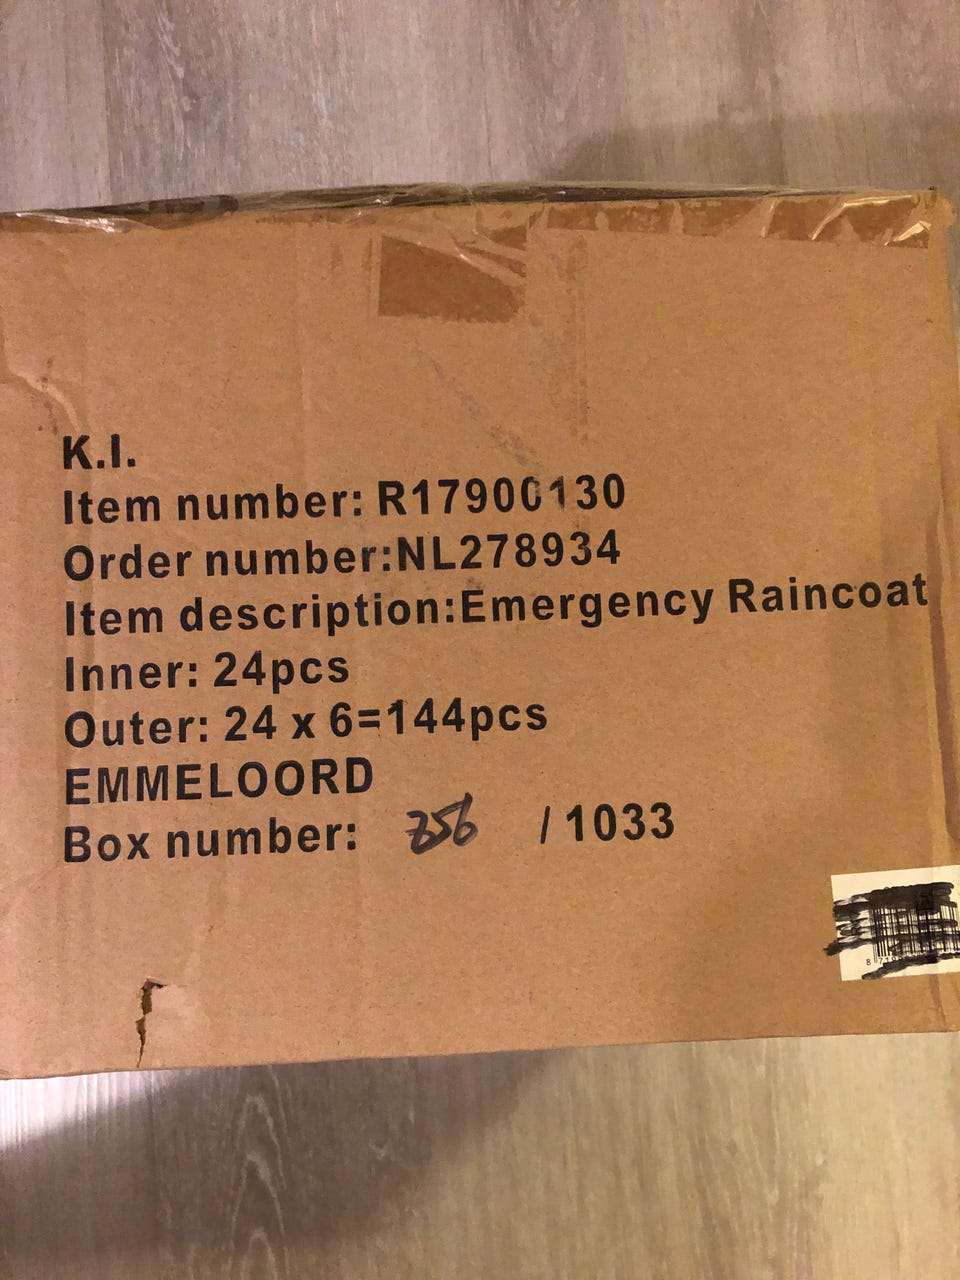 K.I.
Item number: R17900130
Order number:NL278934
Item description:Emergency Raincoat
Inner: 24pcs
Outer: 24 x 6=144pcs
EMMELOORD
Box number: 256 / 1033